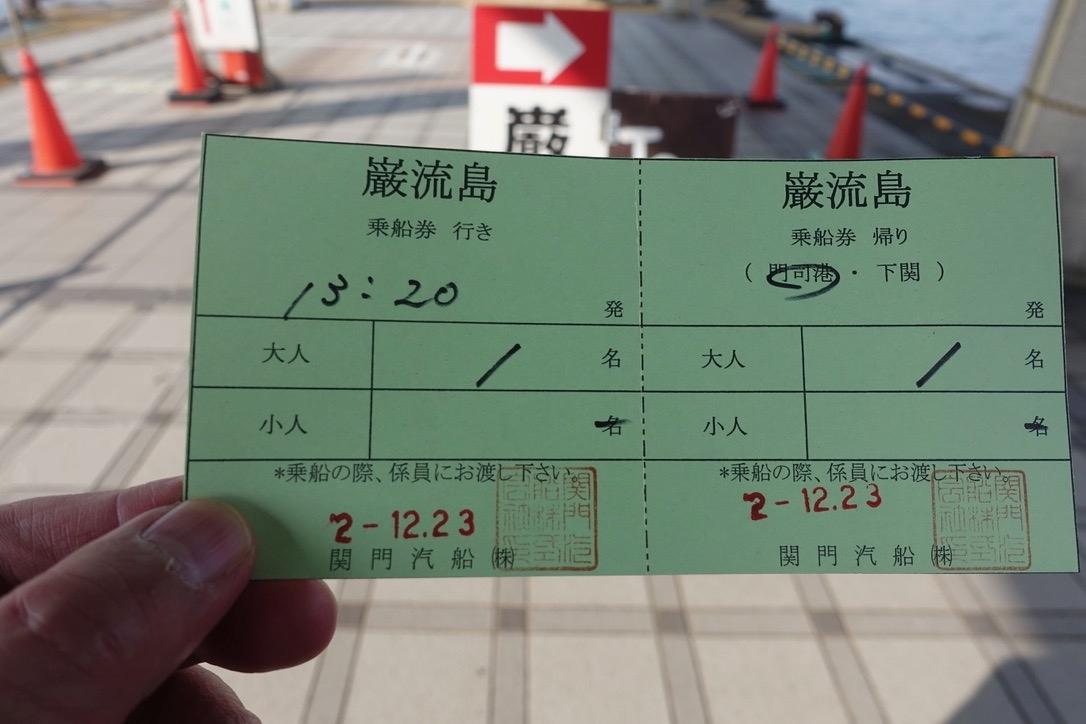 巌
巌流島
乗船券 行き
13:20 発
大人 1 名
小人 名
*乗船の際、係員にお渡し下さい。
2-12.23
関門汽船㈱
巌流島
乗船券 帰り
( 門司港 ・ 下関 )
発
大人 1 名
小人 名
*乗船の際、係員にお渡し下さい。
2-12.23
関門汽船㈱